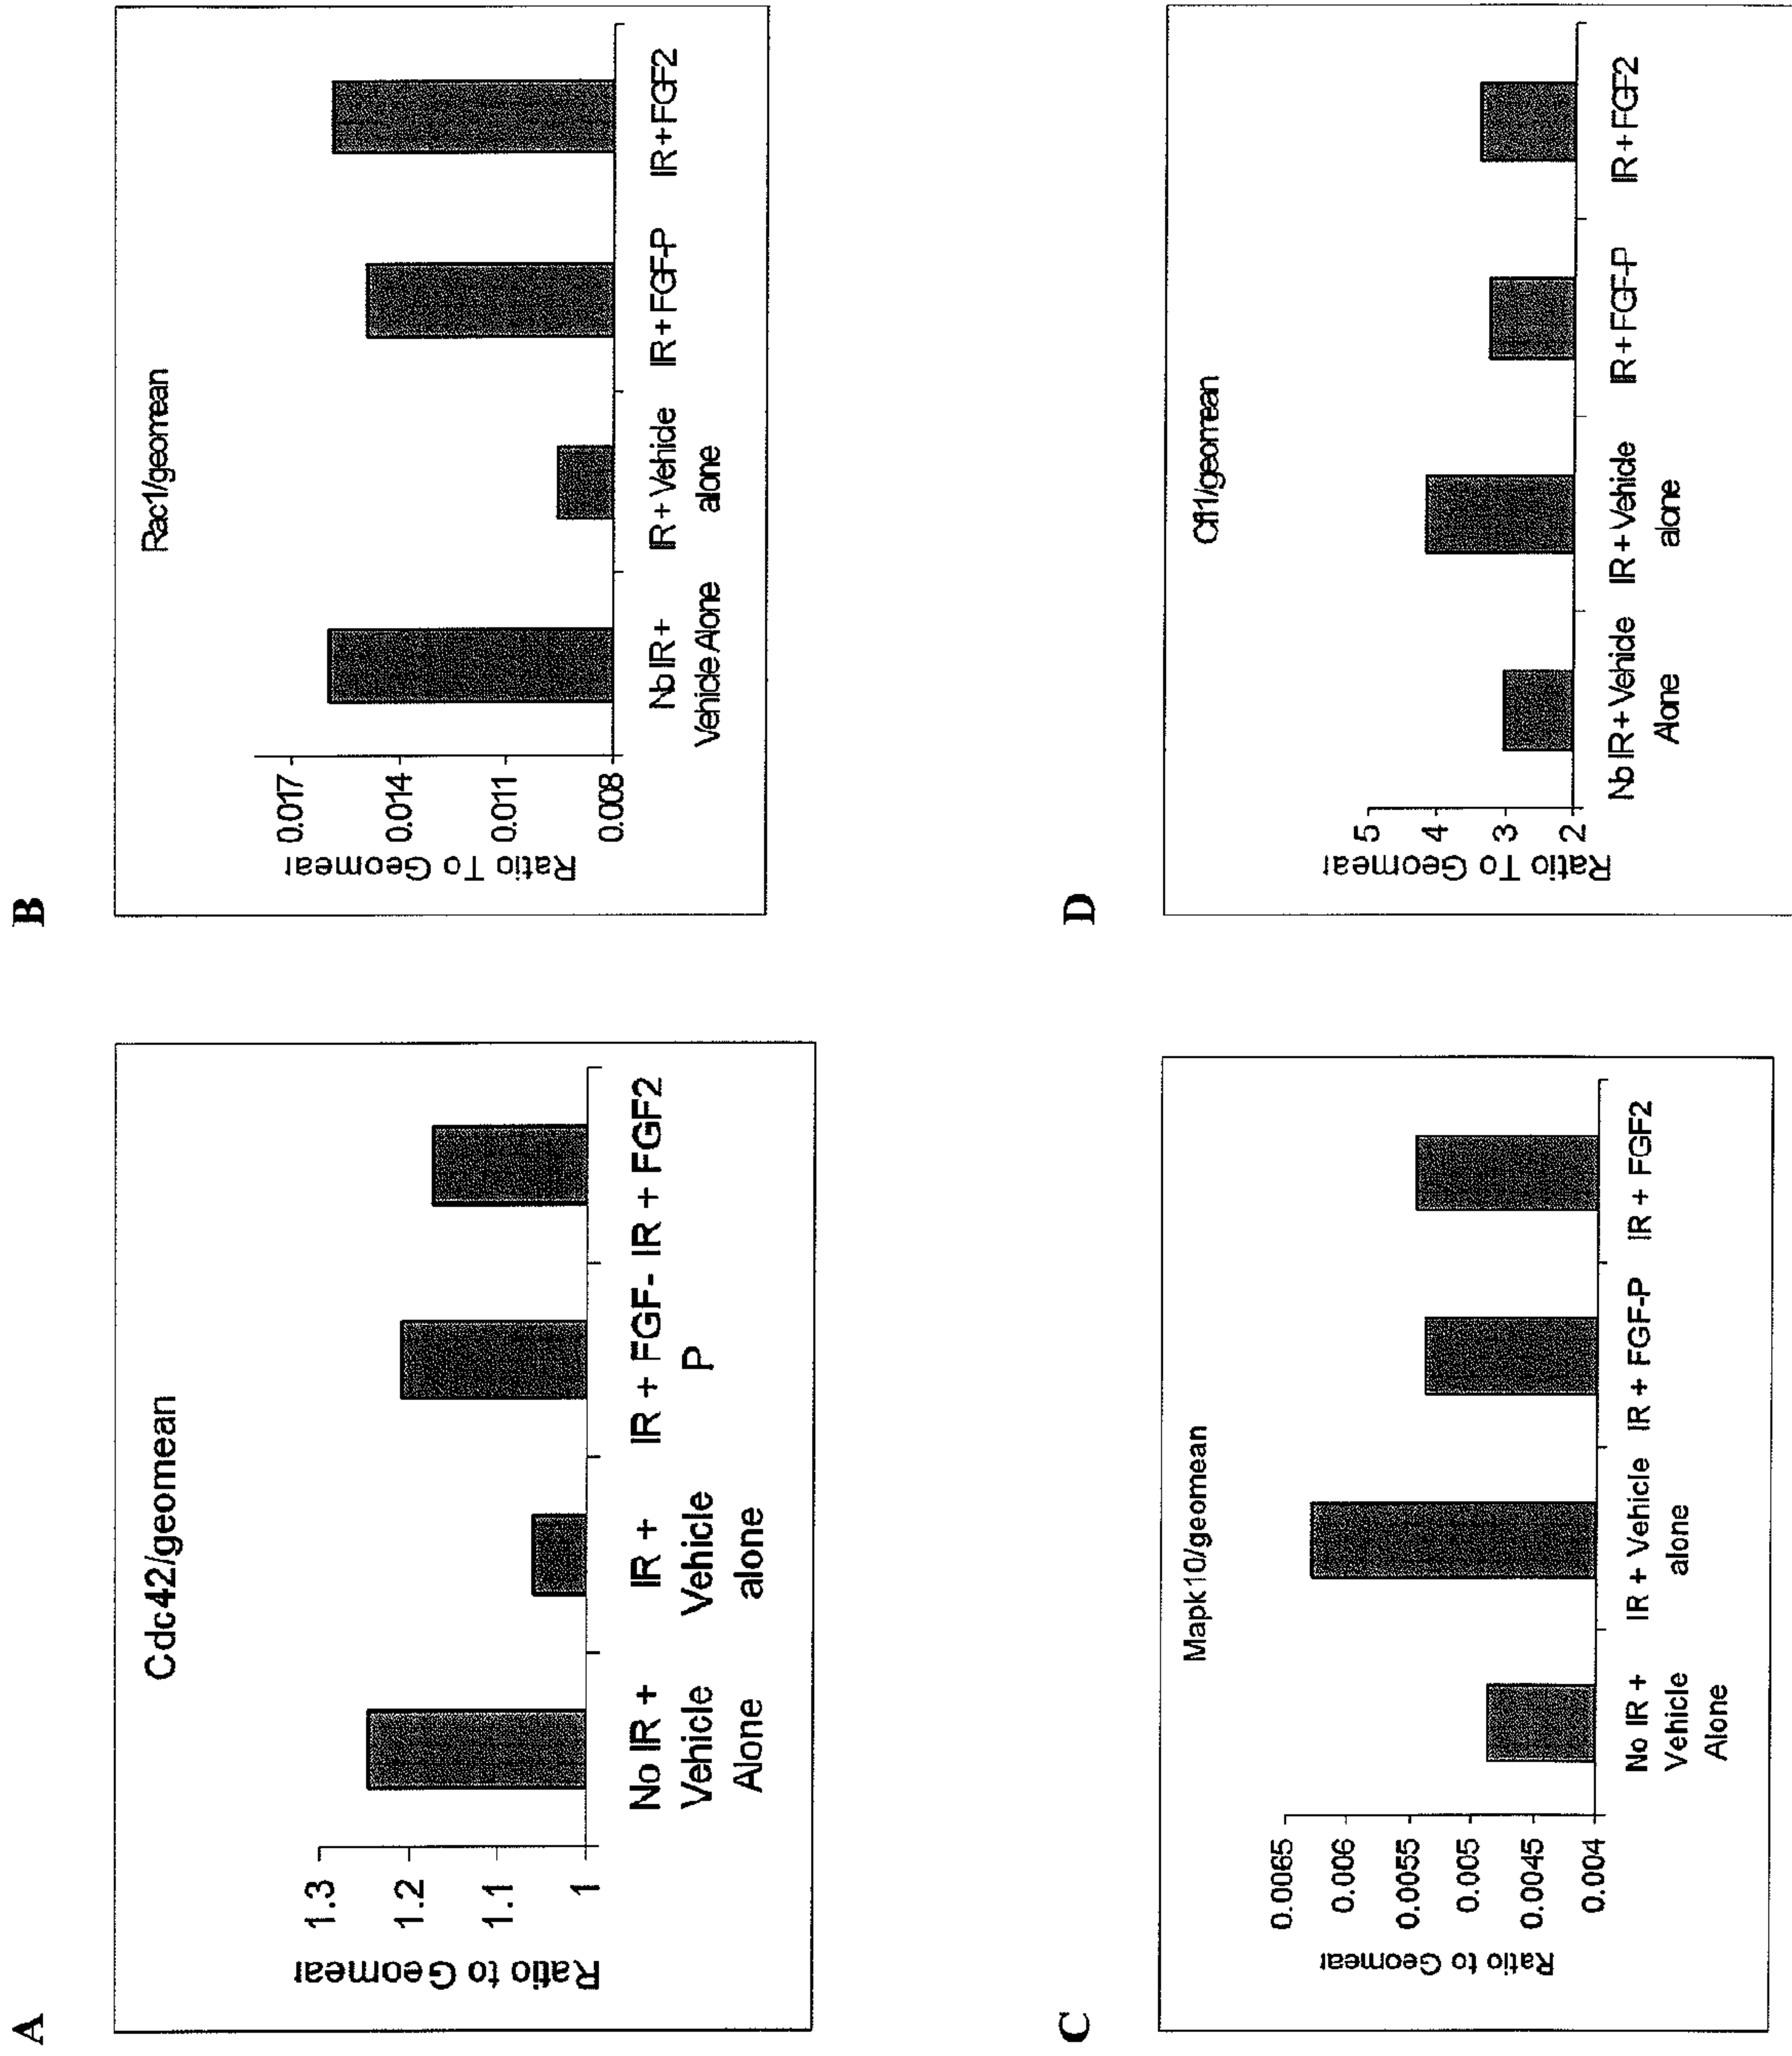 A
Cdc42/geomean
Ratio to Geomear
1.3
1.2
1.1
1
No IR +
Vehicle
Alone
IR +
Vehicle
alone
IR + FGF-
P
IR + FGF2
B
Rac1/geomean
Ratio To Geomear
0.017
0.014
0.011
0.008
No IR +
Vehicle Alone
IR + Vehicle
alone
IR + FGF-P
IR + FGF2
C
Mapk10/geomean
Ratio to Geomear
0.0065
0.006
0.0055
0.005
0.0045
0.004
No IR +
Vehicle
Alone
IR + Vehicle
alone
IR + FGF-P
IR + FGF2
D
Cfl1/geomean
Ratio To Geomear
5
4
3
2
No IR + Vehicle
Alone
IR + Vehicle
alone
IR + FGF-P
IR + FGF2